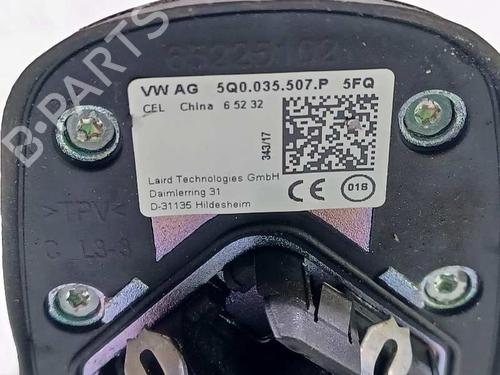 B-PARTS
VW AG 5Q0.035.507.P 5FQ
CEL China 6 52 32
343/17
Laird Technologies GmbH
Daimlerring 31
D-31135 Hildesheim
CE 018
>TPV<